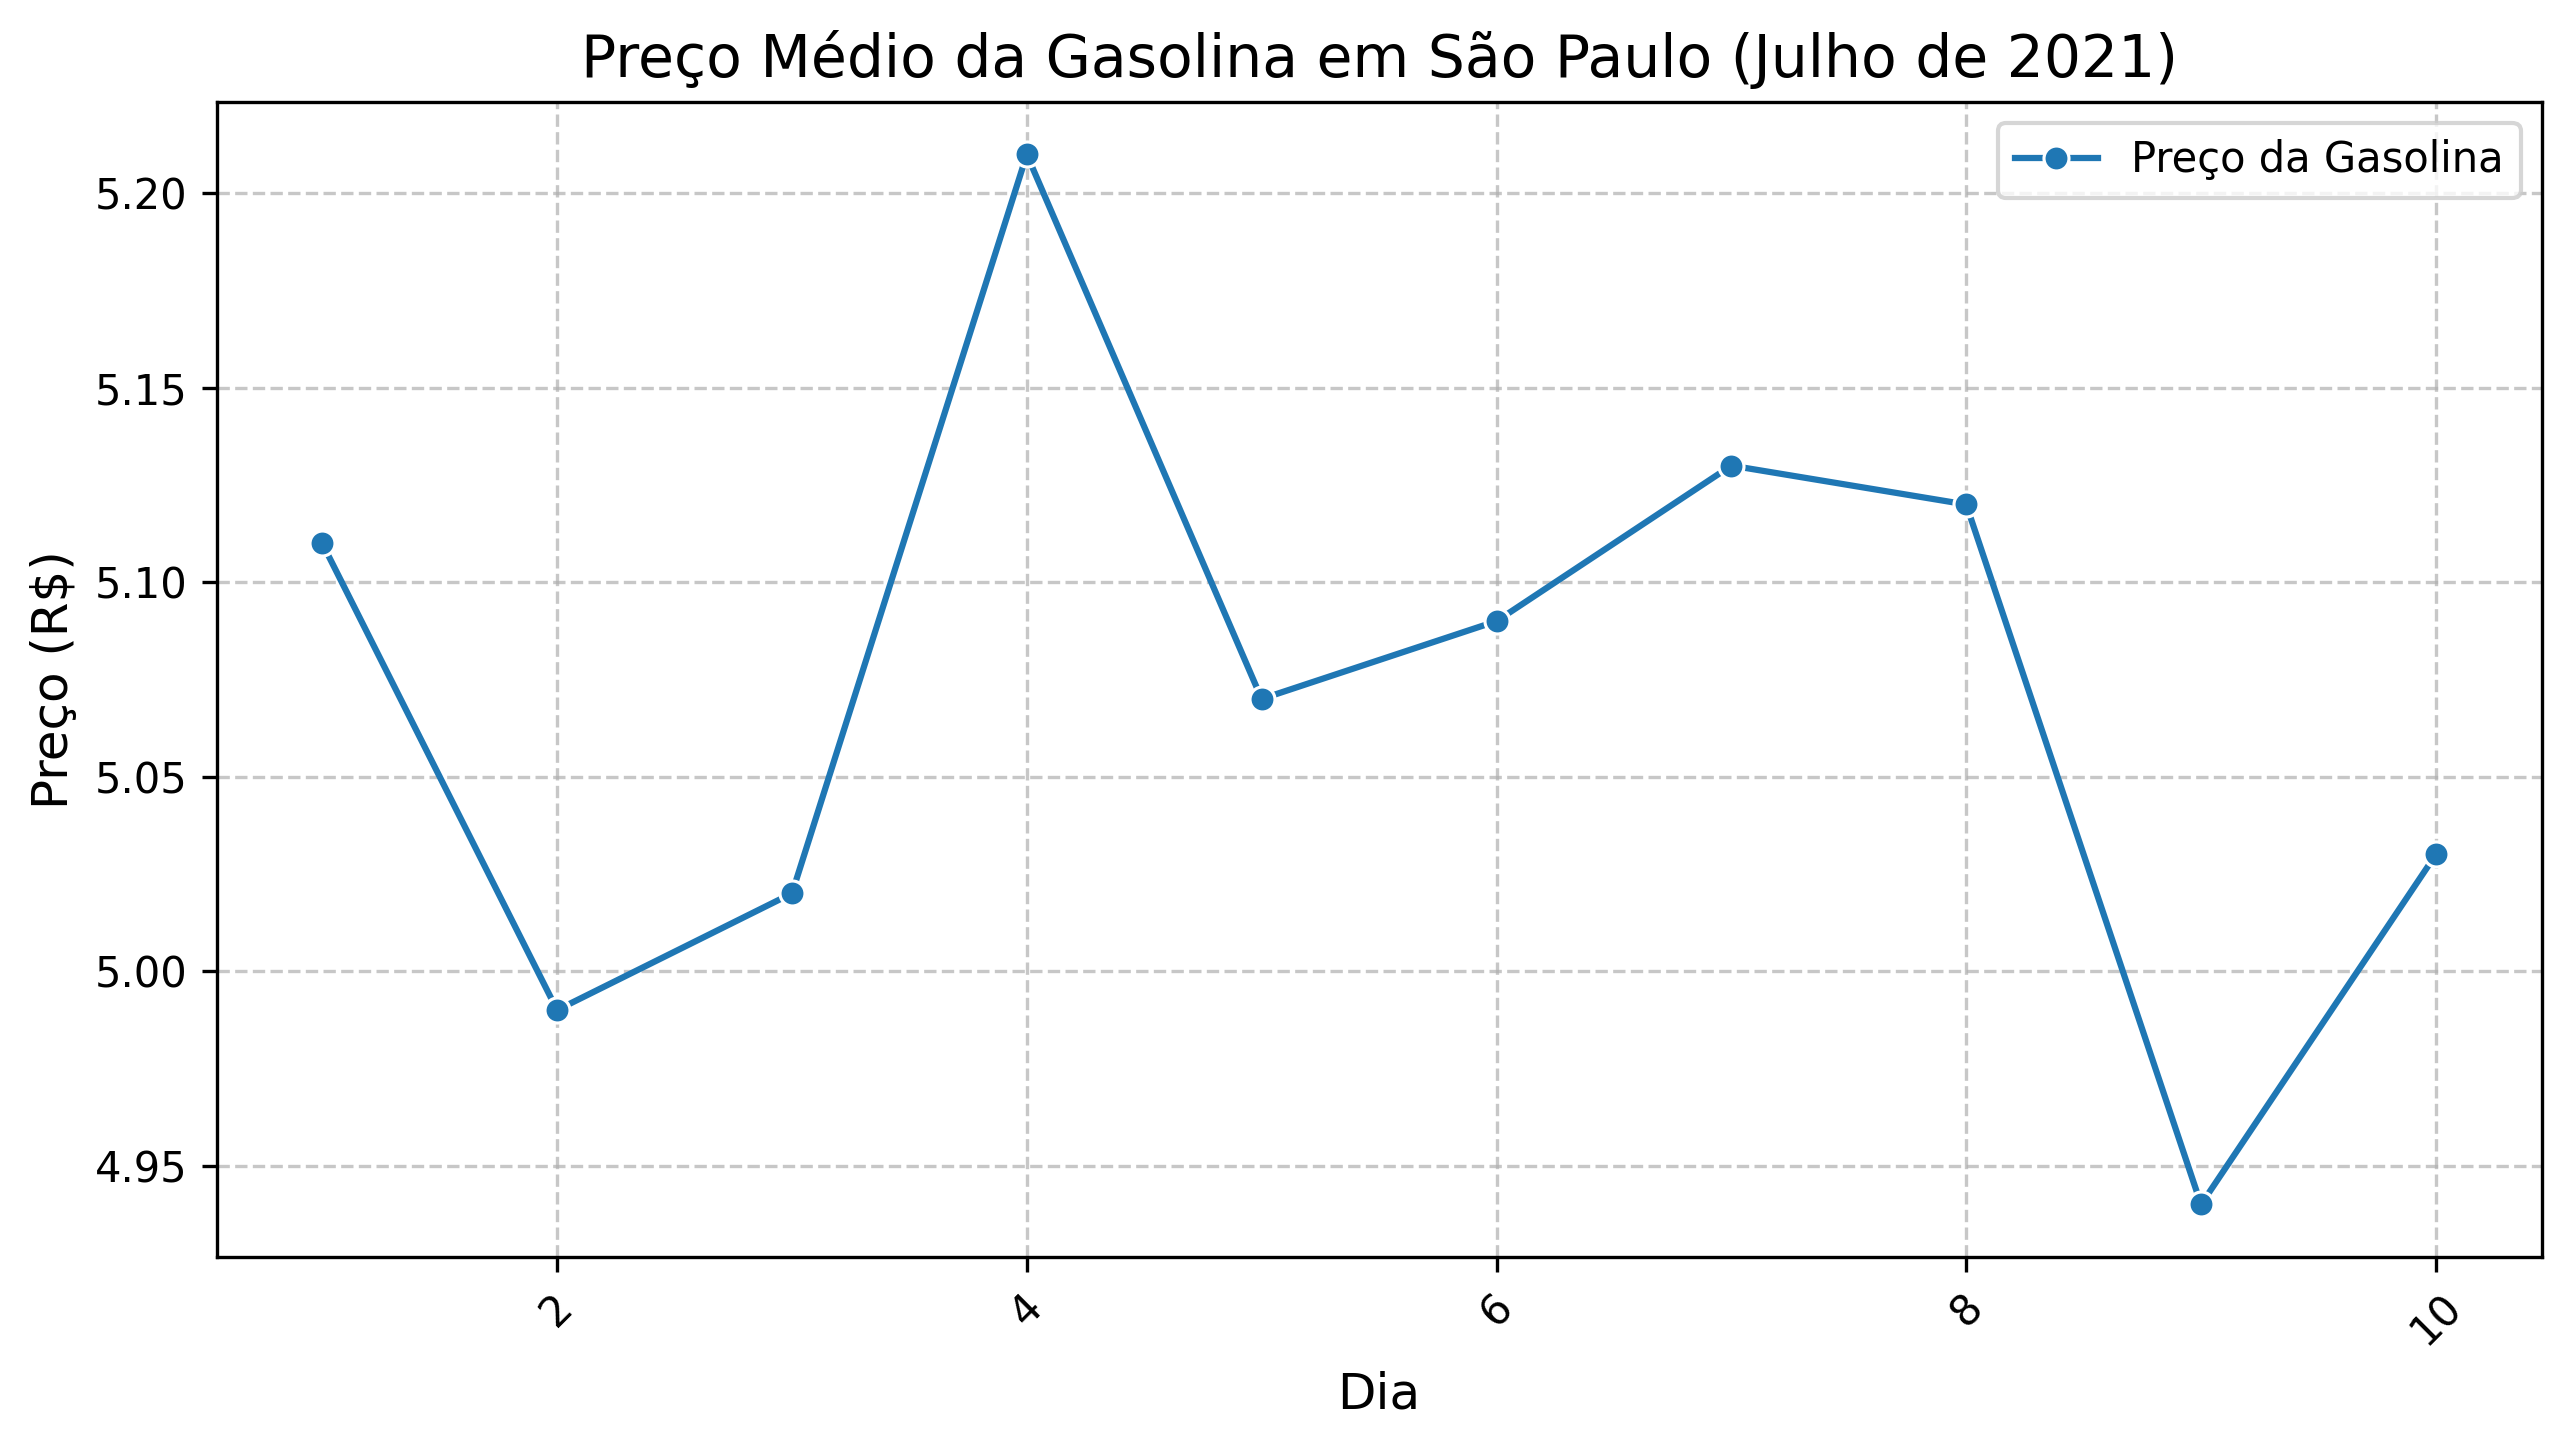 Preço Médio da Gasolina em São Paulo (Julho de 2021)
Preço da Gasolina
5.20
5.15
5.10
5.05
5.00
4.95
Preço (R$)
2
4
6
8
10
Dia